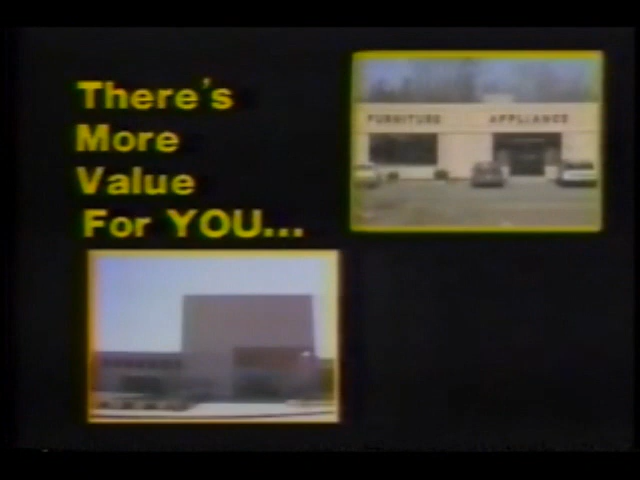 There's
More
Value
For YOU...
FURNITURE APPLIANCE